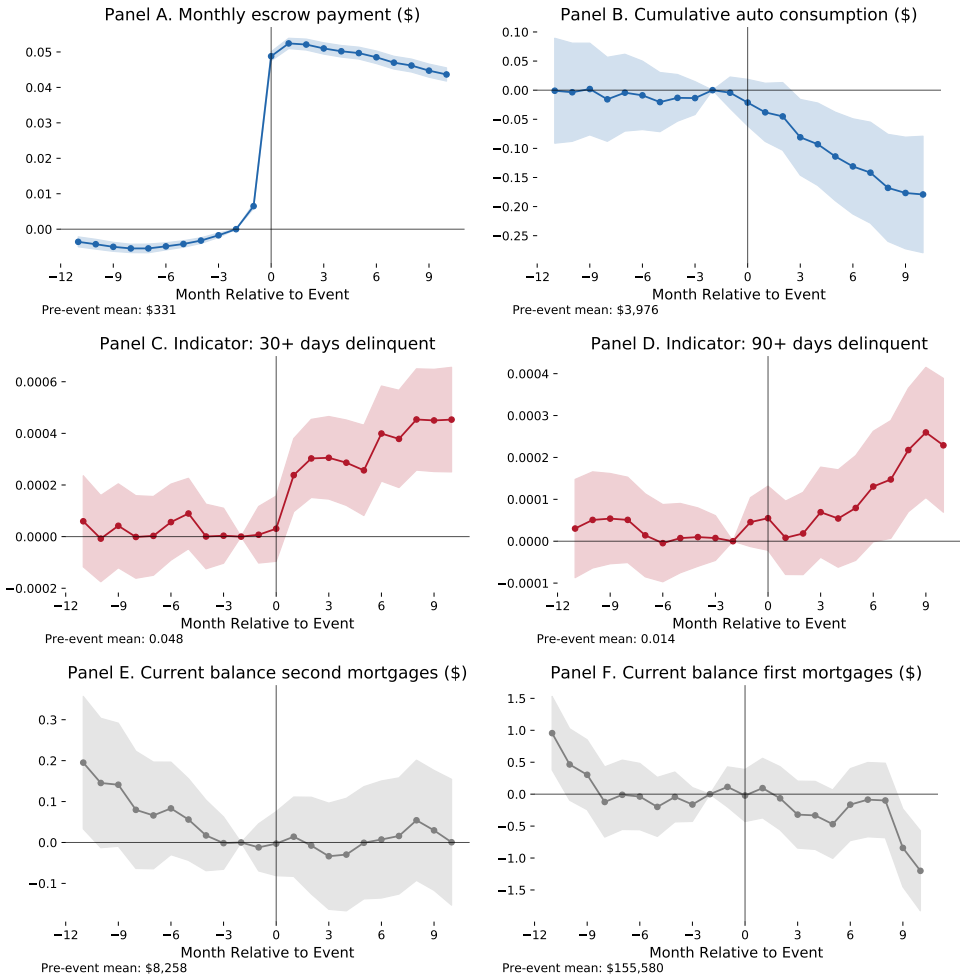 Panel A. Monthly escrow payment ($)
0.05
0.04
0.03
0.02
0.01
0.00
−12 −9 −6 −3 0 3 6 9
Month Relative to Event
Pre-event mean: $331
Panel B. Cumulative auto consumption ($)
0.10
0.05
0.00
−0.05
−0.10
−0.15
−0.20
−0.25
−12 −9 −6 −3 0 3 6 9
Month Relative to Event
Pre-event mean: $3,976
Panel C. Indicator: 30+ days delinquent
0.0006
0.0004
0.0002
0.0000
−0.0002
−12 −9 −6 −3 0 3 6 9
Month Relative to Event
Pre-event mean: 0.048
Panel D. Indicator: 90+ days delinquent
0.0004
0.0003
0.0002
0.0001
0.0000
−0.0001
−12 −9 −6 −3 0 3 6 9
Month Relative to Event
Pre-event mean: 0.014
Panel E. Current balance second mortgages ($)
0.3
0.2
0.1
0.0
−0.1
−12 −9 −6 −3 0 3 6 9
Month Relative to Event
Pre-event mean: $8,258
Panel F. Current balance first mortgages ($)
1.5
1.0
0.5
0.0
−0.5
−1.0
−1.5
−12 −9 −6 −3 0 3 6 9
Month Relative to Event
Pre-event mean: $155,580